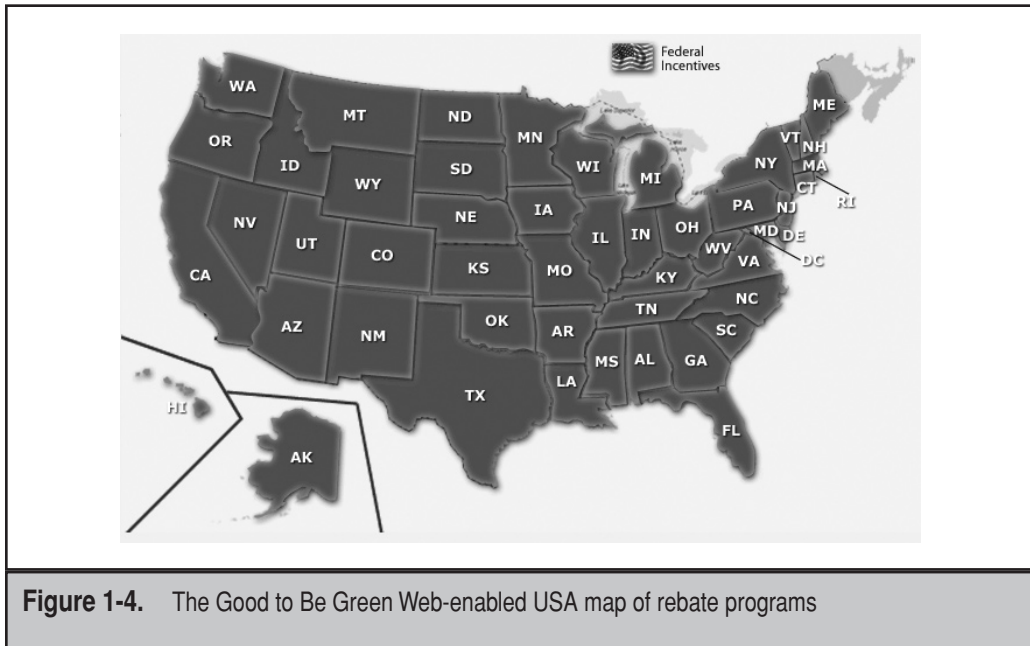 Federal
Incentives
WA
MT
ND
MN
ME
VT
NH
OR
ID
SD
WI
MI
NY
MA
CT
RI
WY
NE
IA
PA
NJ
NV
UT
CO
IL
IN
OH
MD
DE
DC
WV
VA
CA
KS
MO
KY
AZ
NM
OK
AR
TN
NC
SC
MS
AL
GA
LA
TX
HI
AK
FL
Lake Superior
Figure 1-4. The Good to Be Green Web-enabled USA map of rebate programs